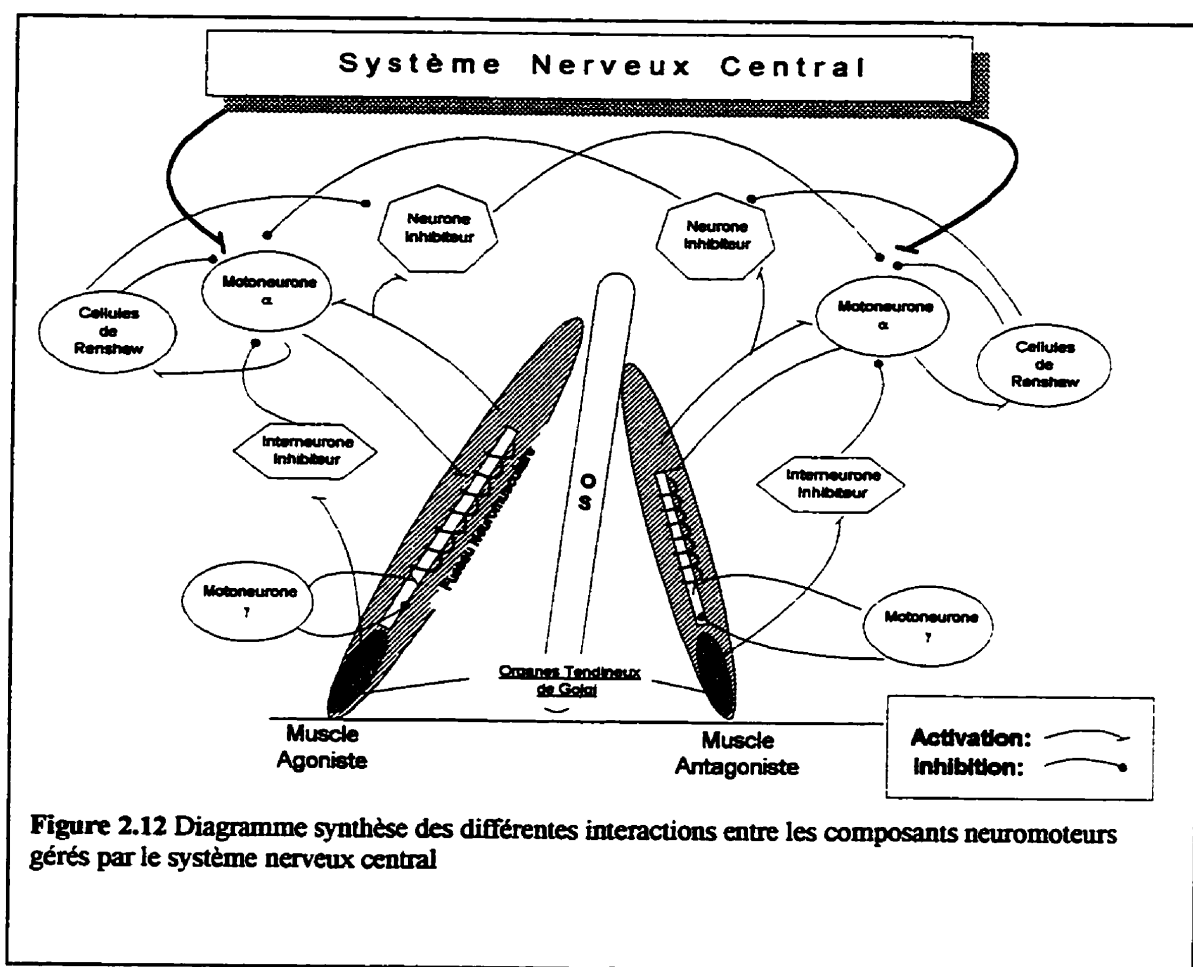 Système Nerveux Central
Neurone
Inhibiteur
Neurone
Inhibiteur
Motoneurone
α
Motoneurone
α
Cellules
de
Renshaw
Cellules
de
Renshaw
Interneurone
Inhibiteur
Interneurone
Inhibiteur
O
S
Fuseau Neuromusculaire
Motoneurone
γ
Motoneurone
γ
Organes Tendineux
de Golgi
Muscle
Agoniste
Muscle
Antagoniste
Activation:
Inhibition:
Figure 2.12 Diagramme synthèse des différentes interactions entre les composants neuromoteurs
gérés par le système nerveux central